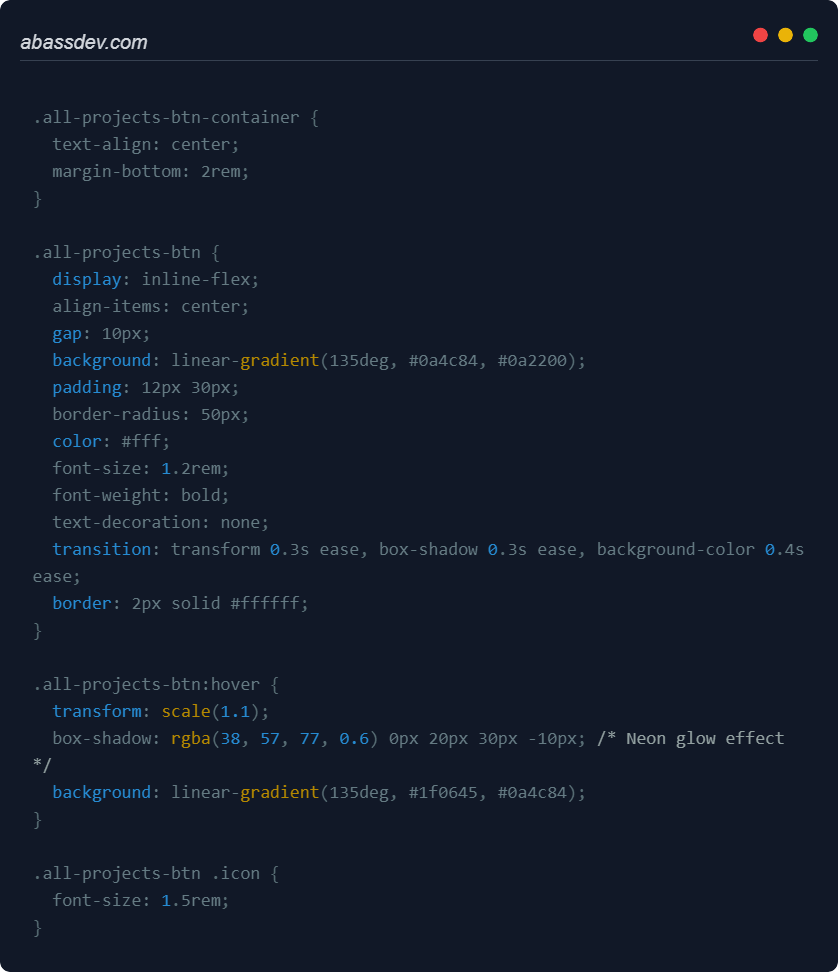 abassdev.com
.all-projects-btn-container {
  text-align: center;
  margin-bottom: 2rem;
}
.all-projects-btn {
  display: inline-flex;
  align-items: center;
  gap: 10px;
  background: linear-gradient(135deg, #0a4c84, #0a2200);
  padding: 12px 30px;
  border-radius: 50px;
  color: #fff;
  font-size: 1.2rem;
  font-weight: bold;
  text-decoration: none;
  transition: transform 0.3s ease, box-shadow 0.3s ease, background-color 0.4s
ease;
  border: 2px solid #ffffff;
}
.all-projects-btn:hover {
  transform: scale(1.1);
  box-shadow: rgba(38, 57, 77, 0.6) 0px 20px 30px -10px; /* Neon glow effect
*/
  background: linear-gradient(135deg, #1f0645, #0a4c84);
}
.all-projects-btn .icon {
  font-size: 1.5rem;
}